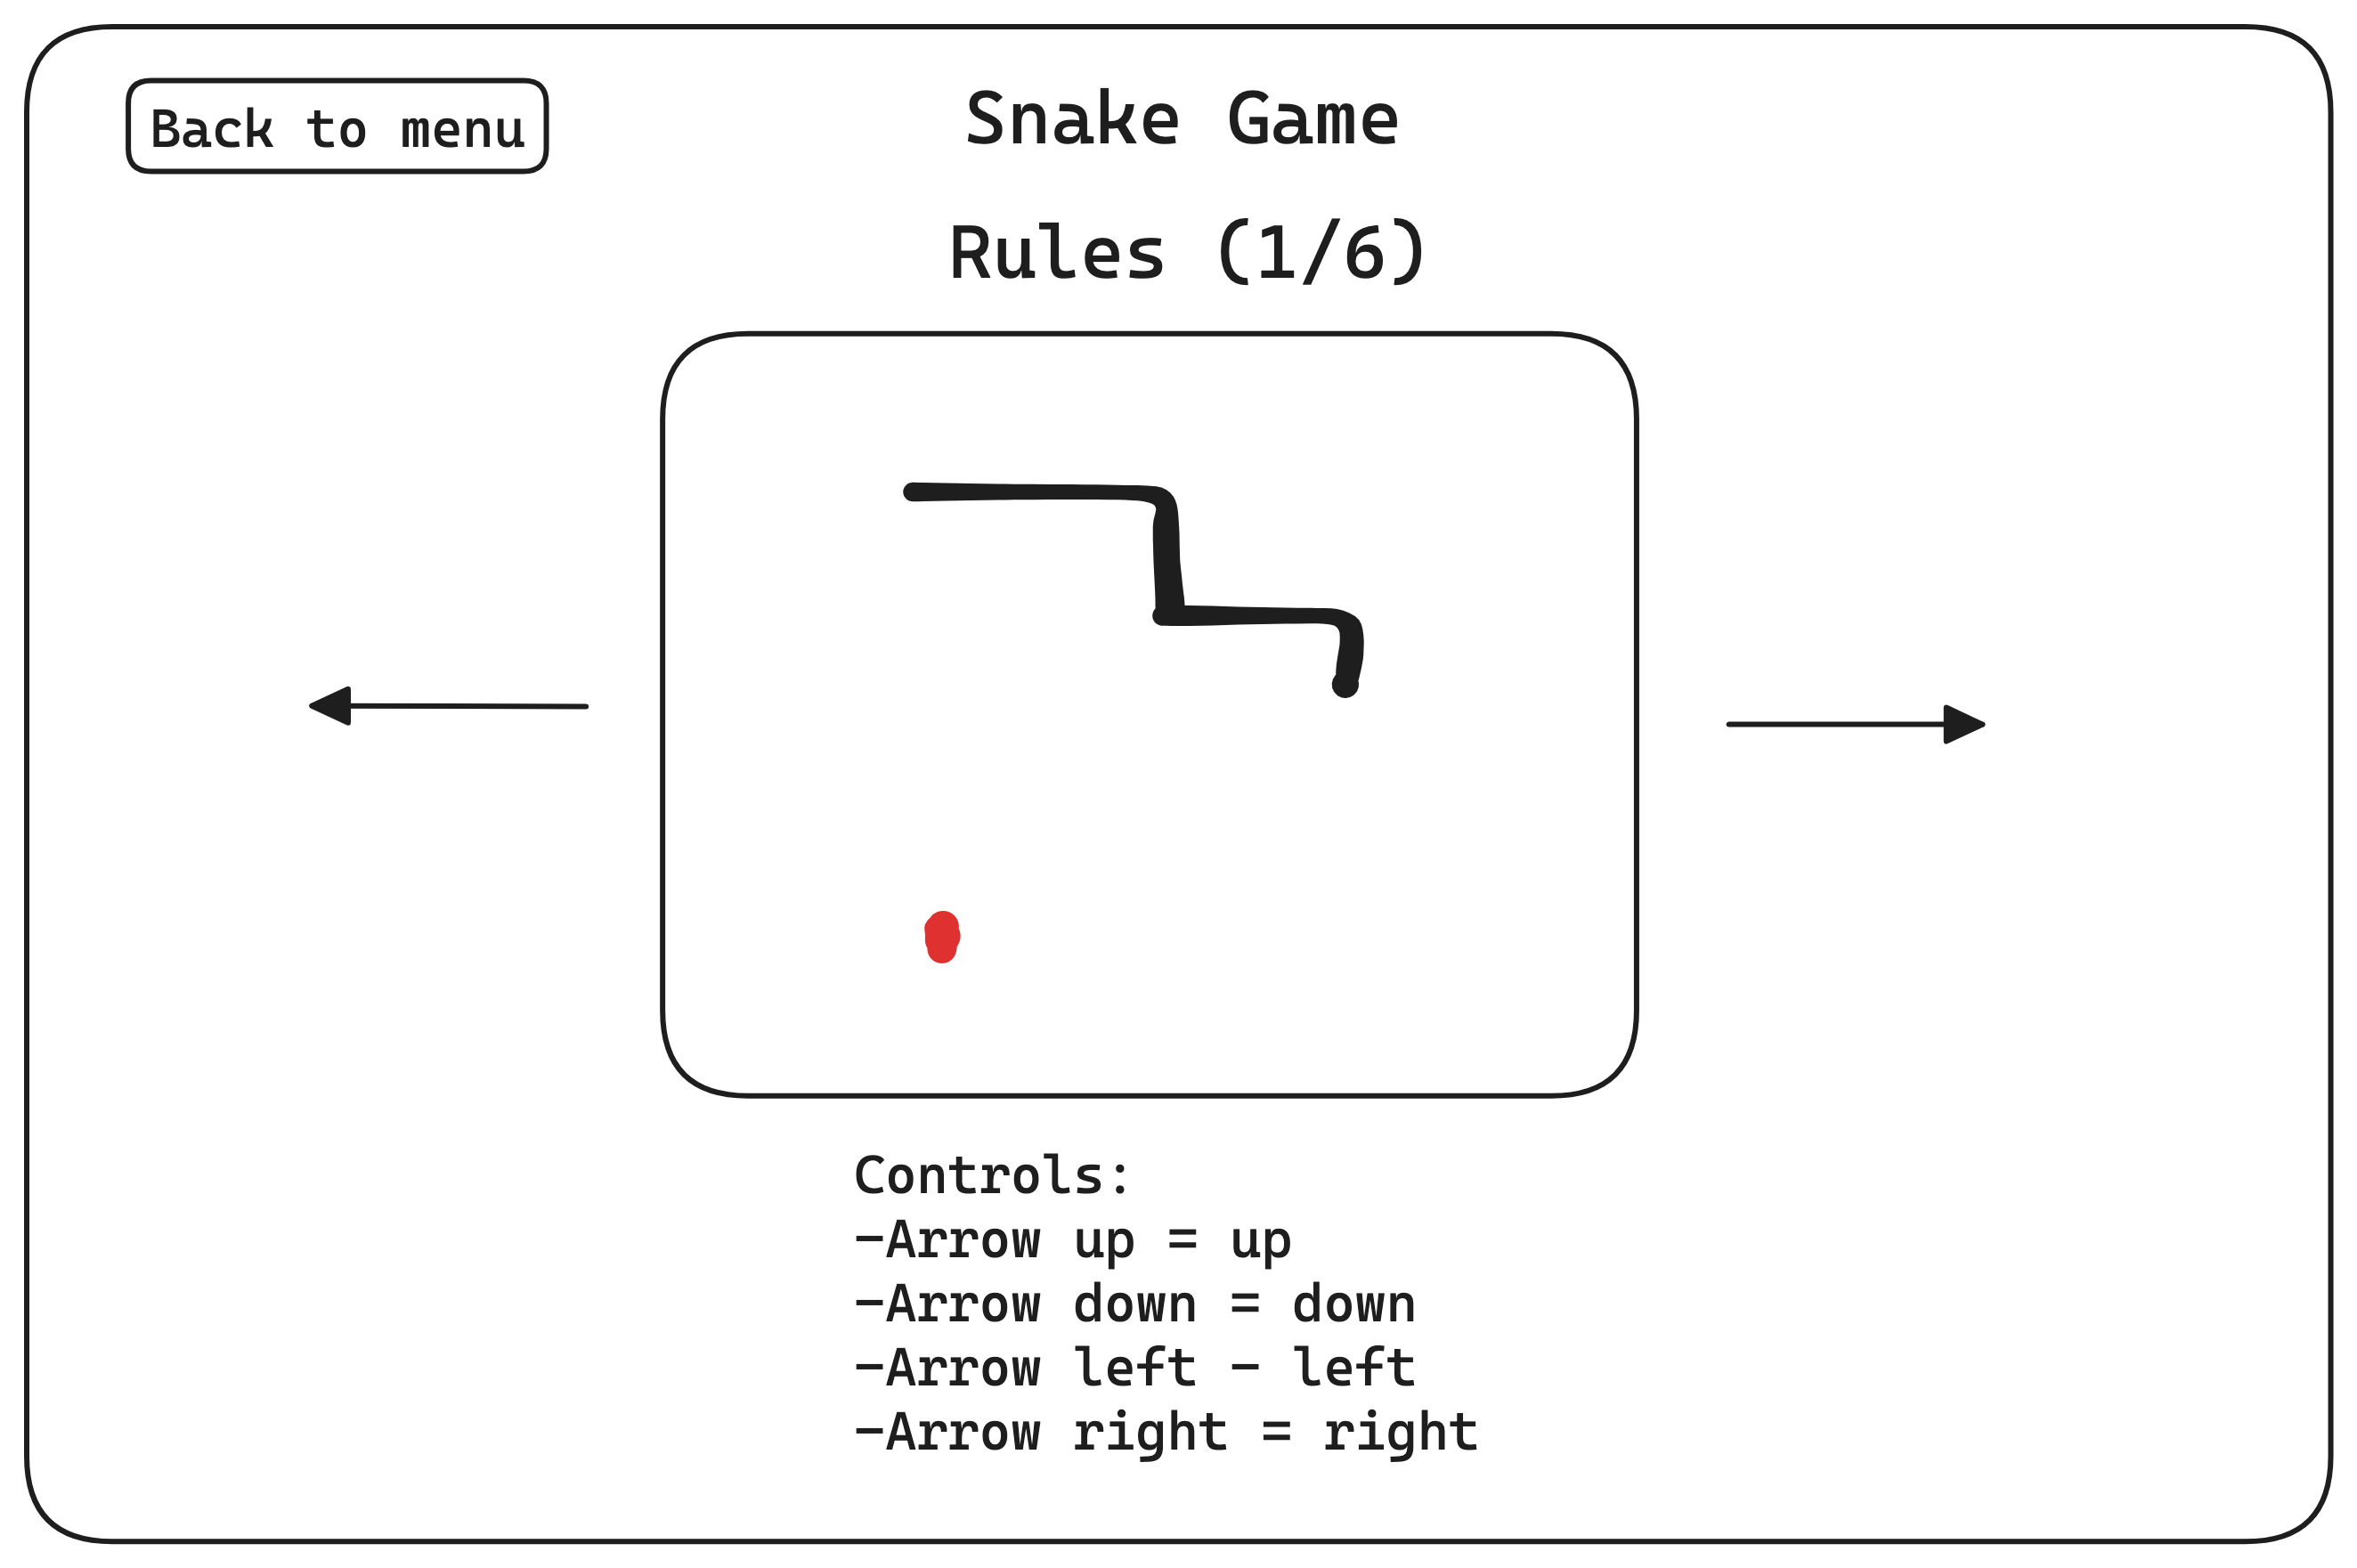 Back to menu
Snake Game
Rules (1/6)
Controls:
-Arrow up = up
-Arrow down = down
-Arrow left - left
-Arrow right = right